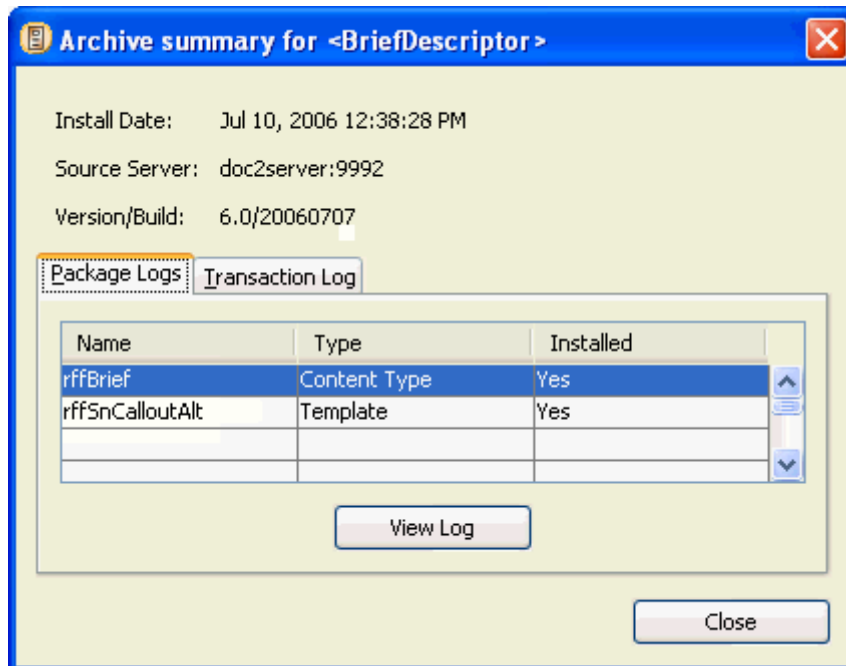 Archive summary for <BriefDescriptor>
Install Date: Jul 10, 2006 12:38:28 PM
Source Server: doc2server:9992
Version/Build: 6.0/20060707
Package Logs Transaction Log
Name Type Installed
rffBrief Content Type Yes
rffSnCalloutAlt Template Yes
View Log
Close